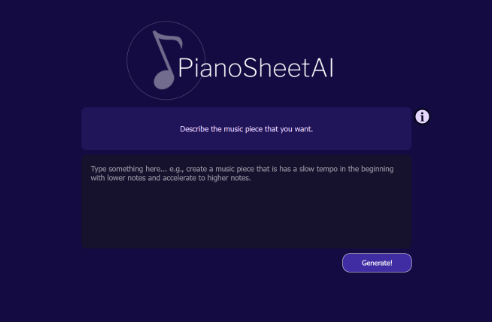 PianoSheetAI
Describe the music piece that you want.
i
Type something here... e.g., create a music piece that is has a slow tempo in the beginning
with lower notes and accelerate to higher notes.
Generate!